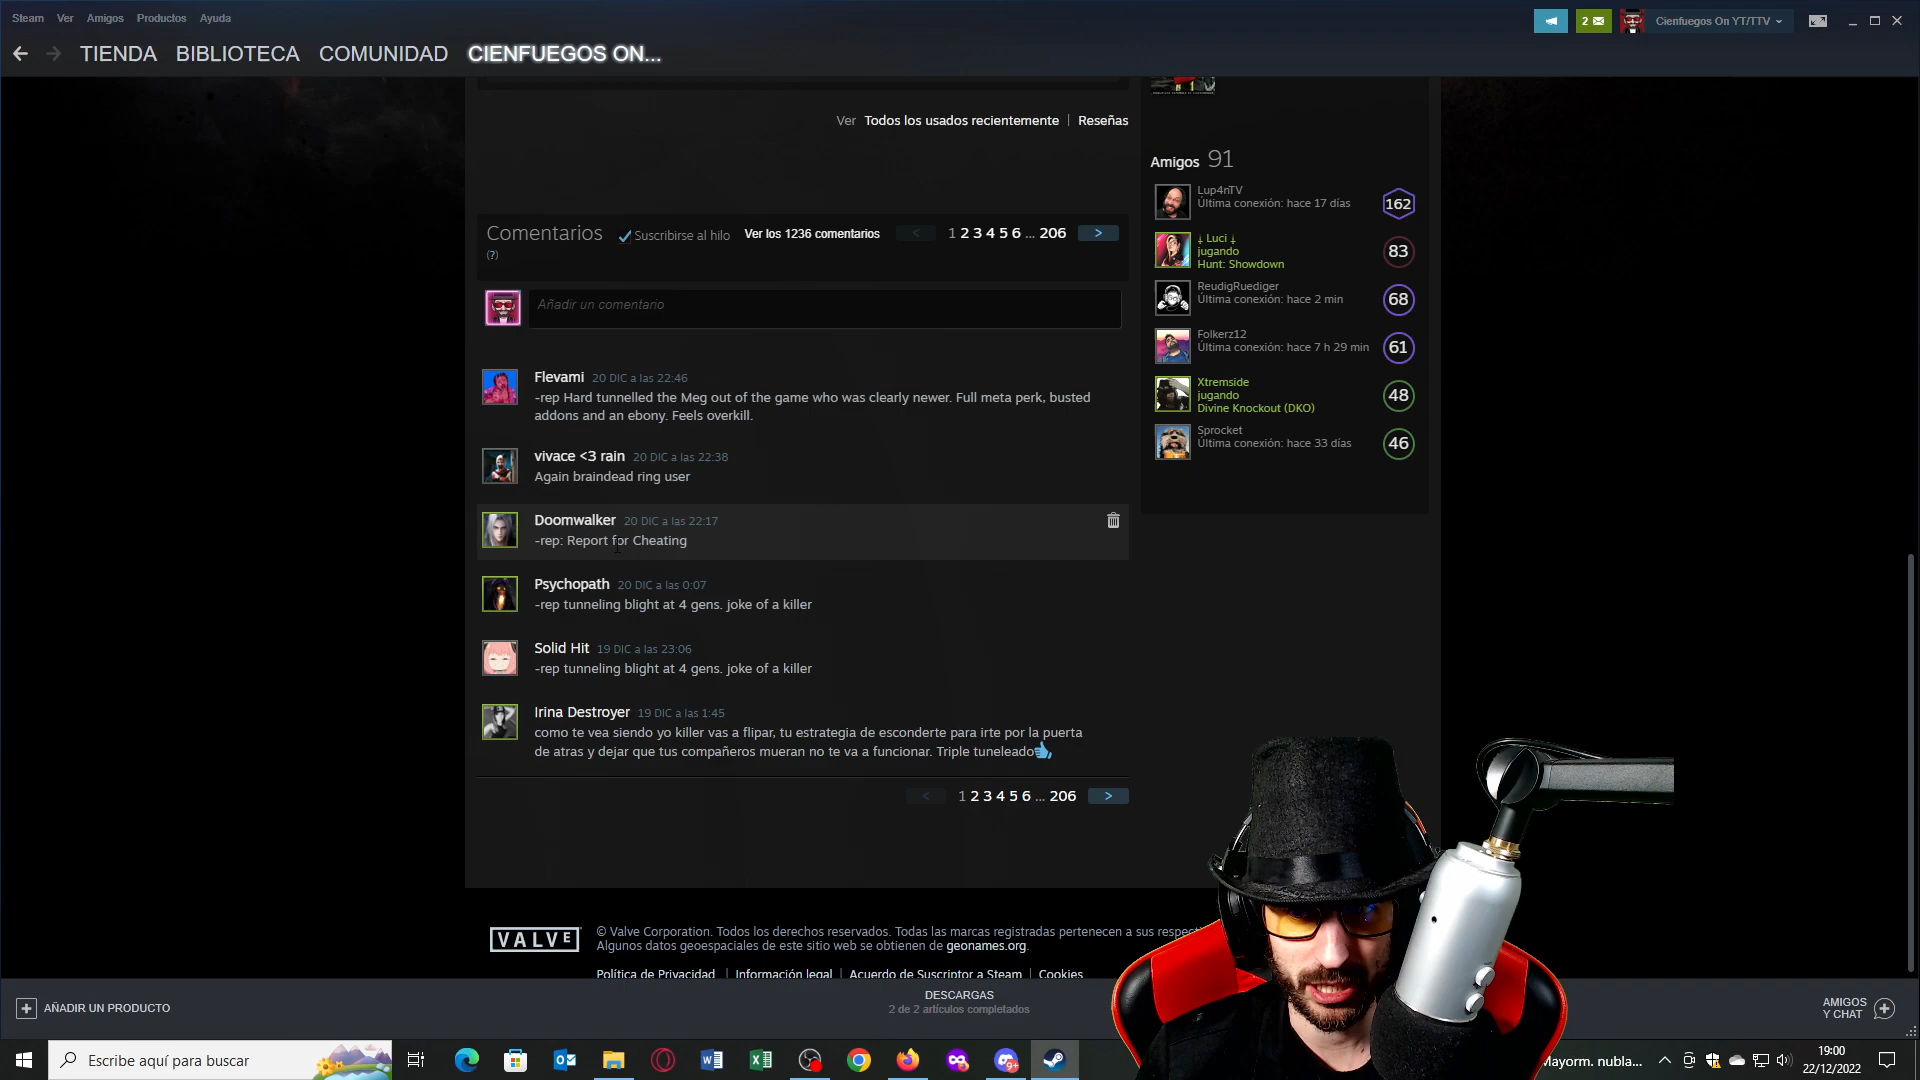 Steam Ver Amigos Productos Ayuda
2
Cienfuegos On YT/TTV
TIENDA BIBLIOTECA COMUNIDAD CIENFUEGOS ON...
Ver Todos los usados recientemente | Reseñas
Comentarios Suscribirse al hilo Ver los 1236 comentarios < 1 2 3 4 5 6 ... 206 >
(?)
Añadir un comentario
Flevami 20 DIC a las 22:46
-rep Hard tunnelled the Meg out of the game who was clearly newer. Full meta perk, busted
addons and an ebony. Feels overkill.
vivace <3 rain 20 DIC a las 22:38
Again braindead ring user
Doomwalker 20 DIC a las 22:17
-rep: Report for Cheating
Psychopath 20 DIC a las 0:07
-rep tunneling blight at 4 gens. joke of a killer
Solid Hit 19 DIC a las 23:06
-rep tunneling blight at 4 gens. joke of a killer
Irina Destroyer 19 DIC a las 1:45
como te vea siendo yo killer vas a flipar, tu estrategia de esconderte para irte por la puerta
de atras y dejar que tus compañeros mueran no te va a funcionar. Triple tuneleado
< 1 2 3 4 5 6 ... 206 >
Amigos 91
Lup4nTV
Última conexión: hace 17 días
162
↓ Luci ↓
jugando
Hunt: Showdown
83
ReudigRuediger
Última conexión: hace 2 min
68
Folkerz12
Última conexión: hace 7 h 29 min
61
Xtremside
jugando
Divine Knockout (DKO)
48
Sprocket
Última conexión: hace 33 días
46
VALVE
© Valve Corporation. Todos los derechos reservados. Todas las marcas registradas pertenecen a sus
Algunos datos geoespaciales de este sitio web se obtienen de geonames.org.
Política de Privacidad | Información legal | Acuerdo de Suscriptor a Steam | Cookies
AÑADIR UN PRODUCTO
DESCARGAS
2 de 2 artículos completados
AMIGOS
Y CHAT
Escribe aquí para buscar
9+
Mayorm. nubla...
19:00
22/12/2022